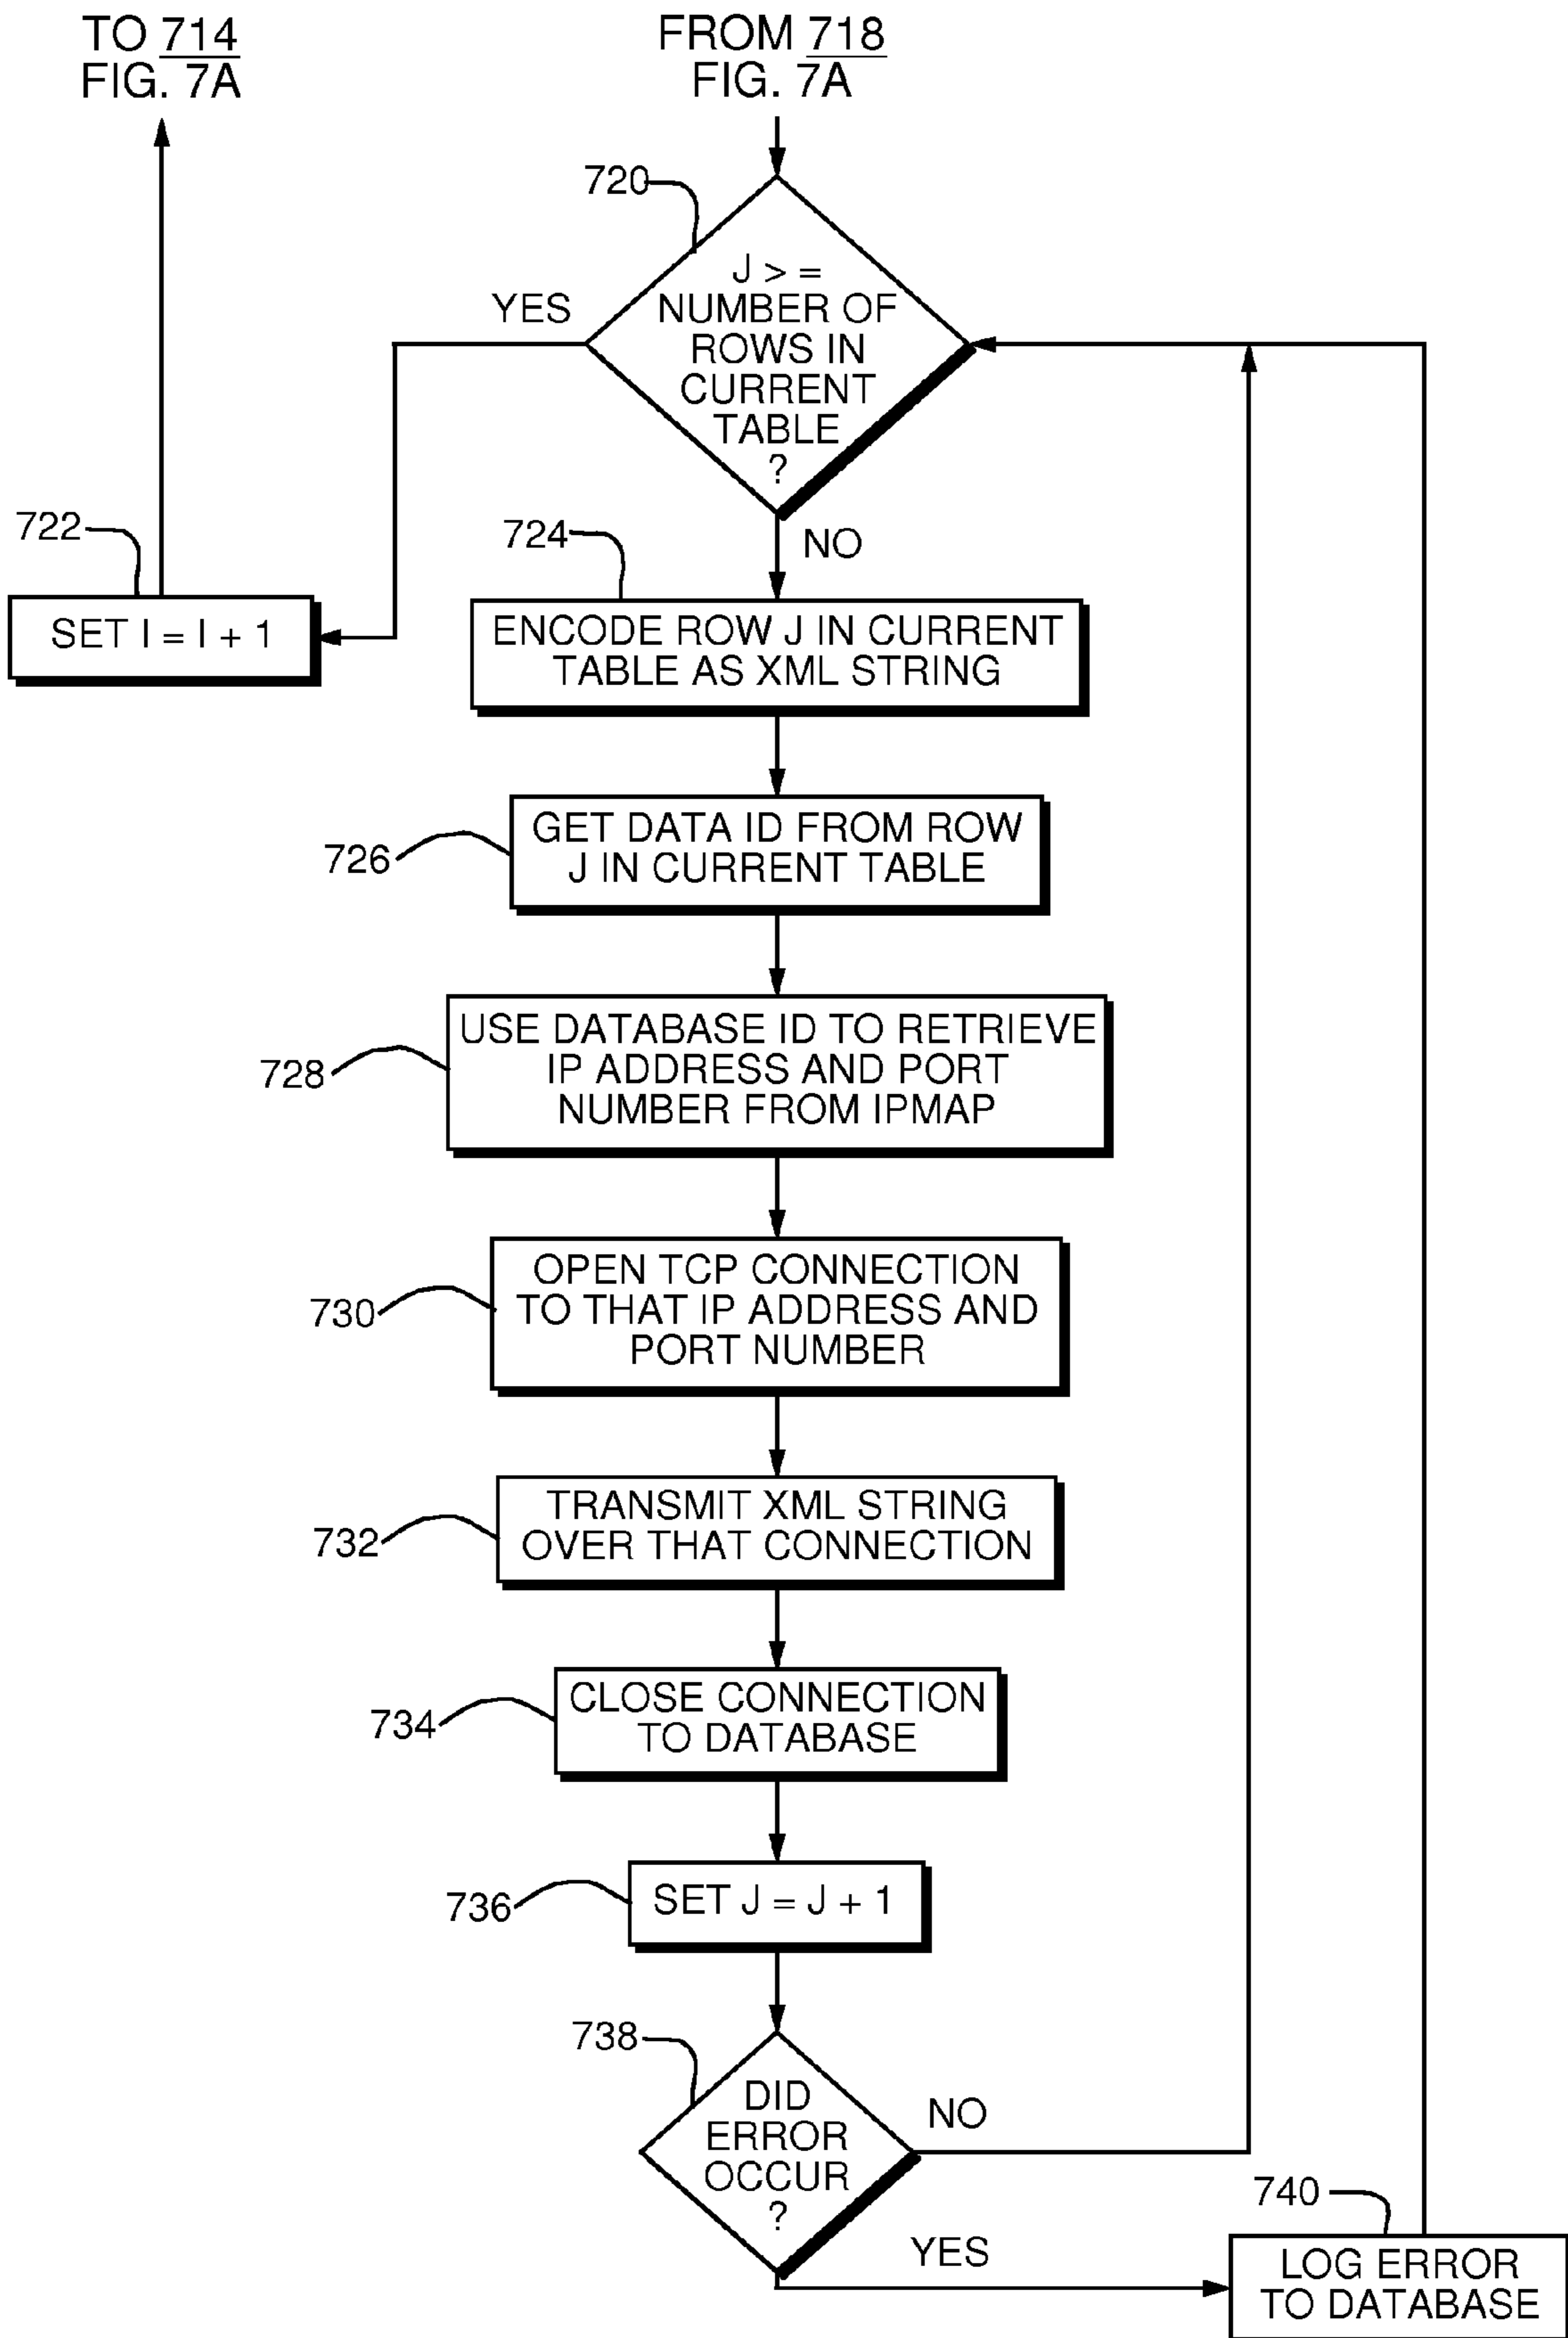 TO 714
FIG. 7A
FROM 718
FIG. 7A
720
J > =
NUMBER OF
ROWS IN
CURRENT
TABLE
?
YES
NO
722
SET I = I + 1
724
ENCODE ROW J IN CURRENT
TABLE AS XML STRING
726
GET DATA ID FROM ROW
J IN CURRENT TABLE
728
USE DATABASE ID TO RETRIEVE
IP ADDRESS AND PORT
NUMBER FROM IPMAP
730
OPEN TCP CONNECTION
TO THAT IP ADDRESS AND
PORT NUMBER
732
TRANSMIT XML STRING
OVER THAT CONNECTION
734
CLOSE CONNECTION
TO DATABASE
736
SET J = J + 1
738
DID
ERROR
OCCUR
?
NO
YES
740
LOG ERROR
TO DATABASE